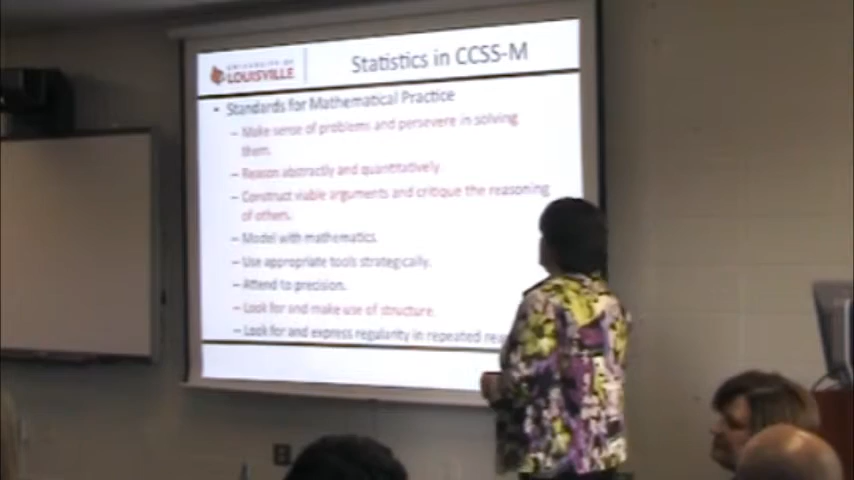 UNIVERSITY OF
LOUISVILLE
Statistics in CCSS-M
• Standards for Mathematical Practice
– Make sense of problems and persevere in solving
them.
– Reason abstractly and quantitatively.
– Construct viable arguments and critique the reasoning
of others.
– Model with mathematics.
– Use appropriate tools strategically.
– Attend to precision.
– Look for and make use of structure.
– Look for and express regularity in repeated